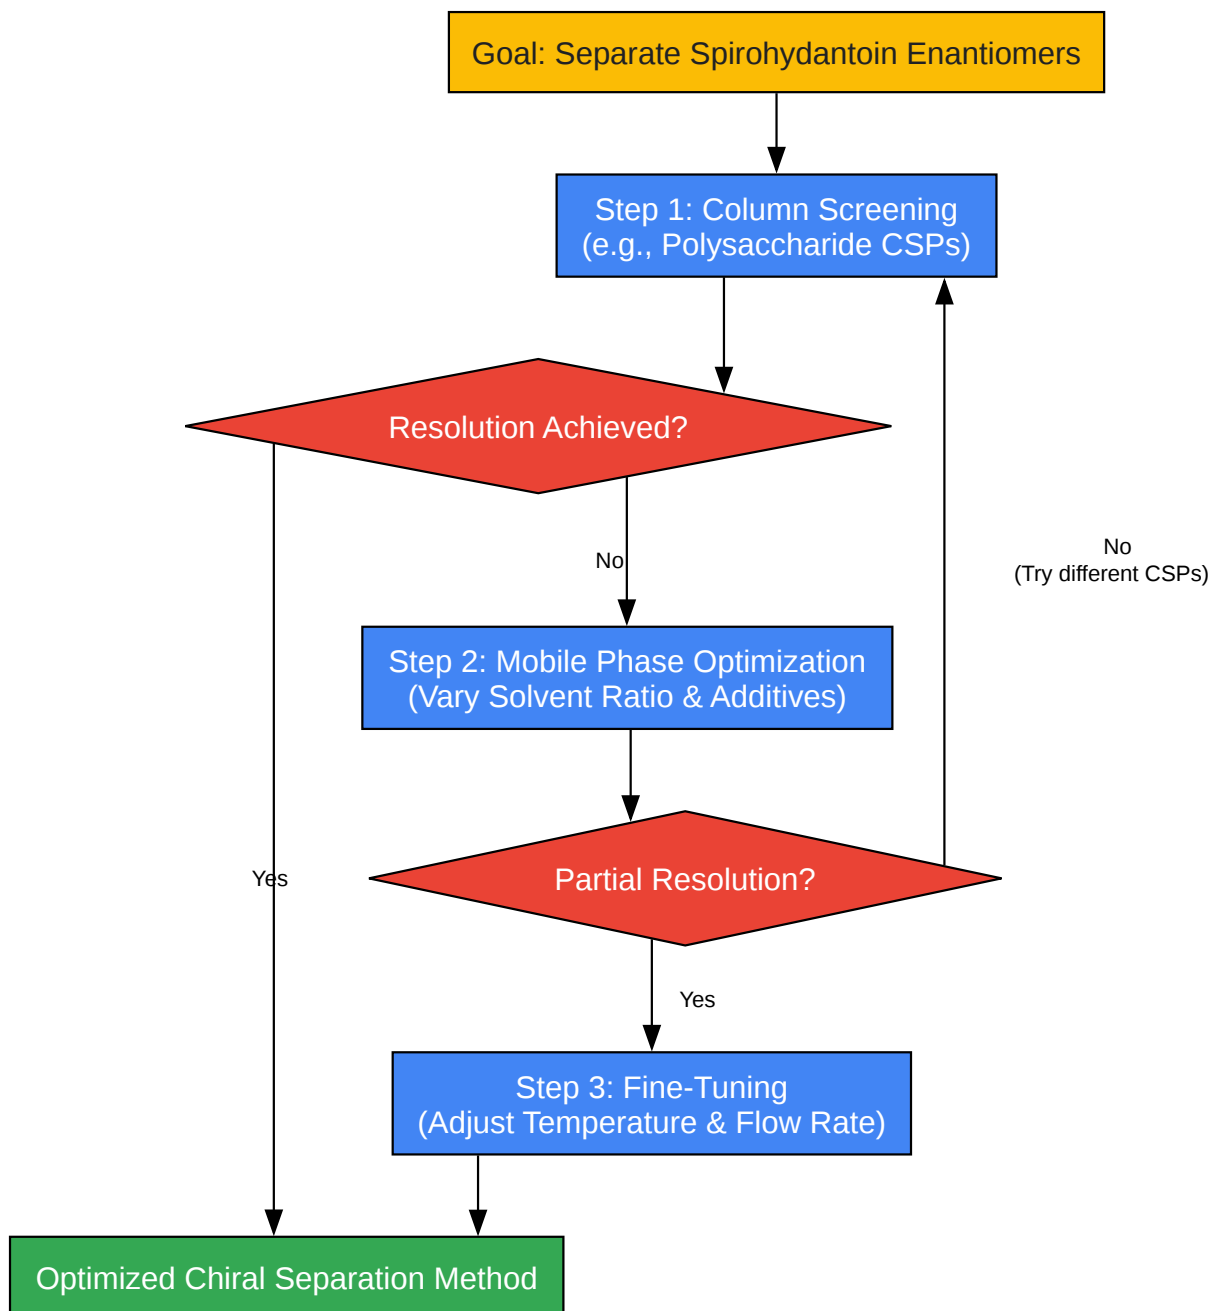 Goal: Separate Spirohydantoin Enantiomers
Step 1: Column Screening
(e.g., Polysaccharide CSPs)
Resolution Achieved?
No
No
(Try different CSPs)
Step 2: Mobile Phase Optimization
(Vary Solvent Ratio & Additives)
Yes
Partial Resolution?
Yes
Step 3: Fine-Tuning
(Adjust Temperature & Flow Rate)
Optimized Chiral Separation Method